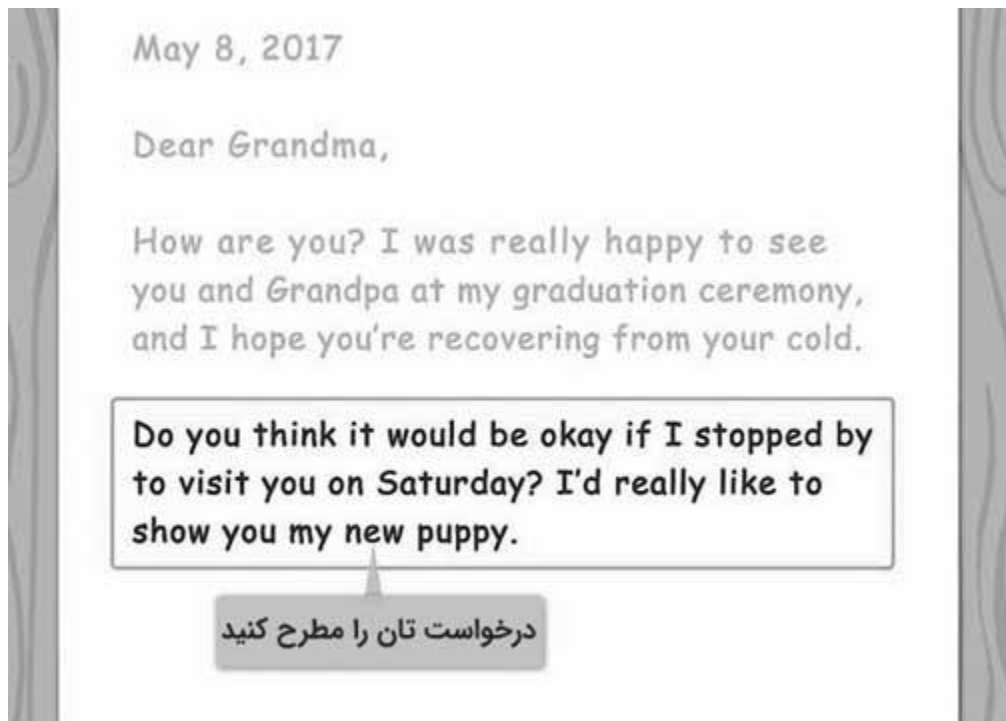 May 8, 2017
Dear Grandma,
How are you? I was really happy to see
you and Grandpa at my graduation ceremony,
and I hope you're recovering from your cold.
Do you think it would be okay if I stopped by
to visit you on Saturday? I'd really like to
show you my new puppy.
درخواست تان را مطرح کنید